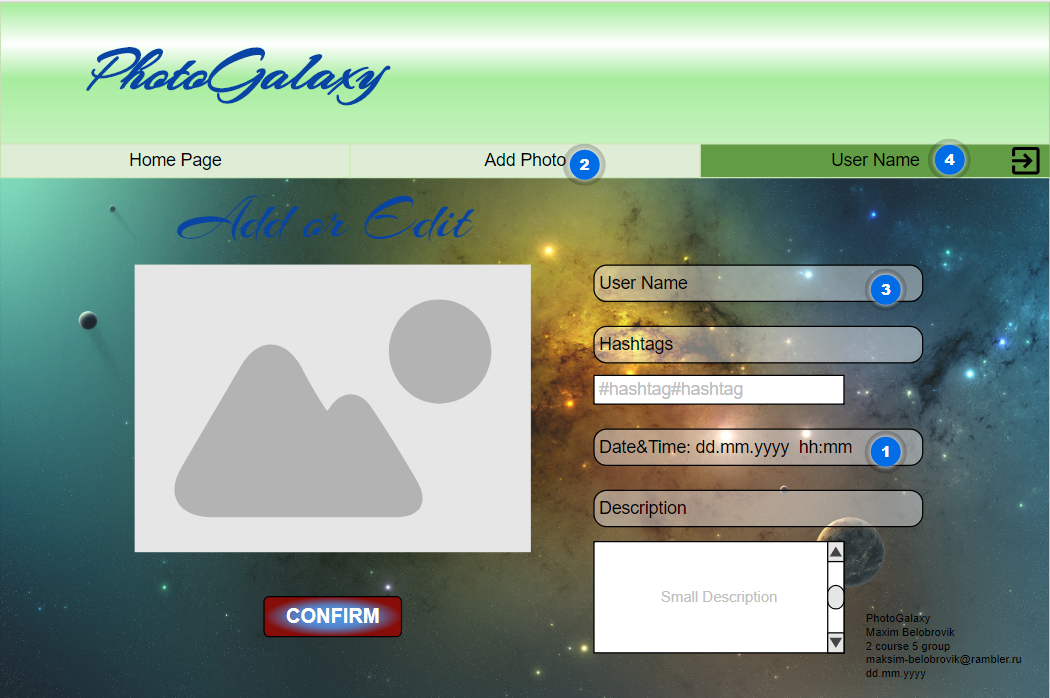 PhotoGalaxy
Home Page
Add Photo 2
User Name 4
Add or Edit
User Name 3
Hashtags
#hashtag#hashtag
Date&Time: dd.mm.yyyy hh:mm 1
Description
Small Description
CONFIRM
PhotoGalaxy
Maxim Belobrovik
2 course 5 group
maksim-belobrovik@rambler.ru
dd.mm.yyyy